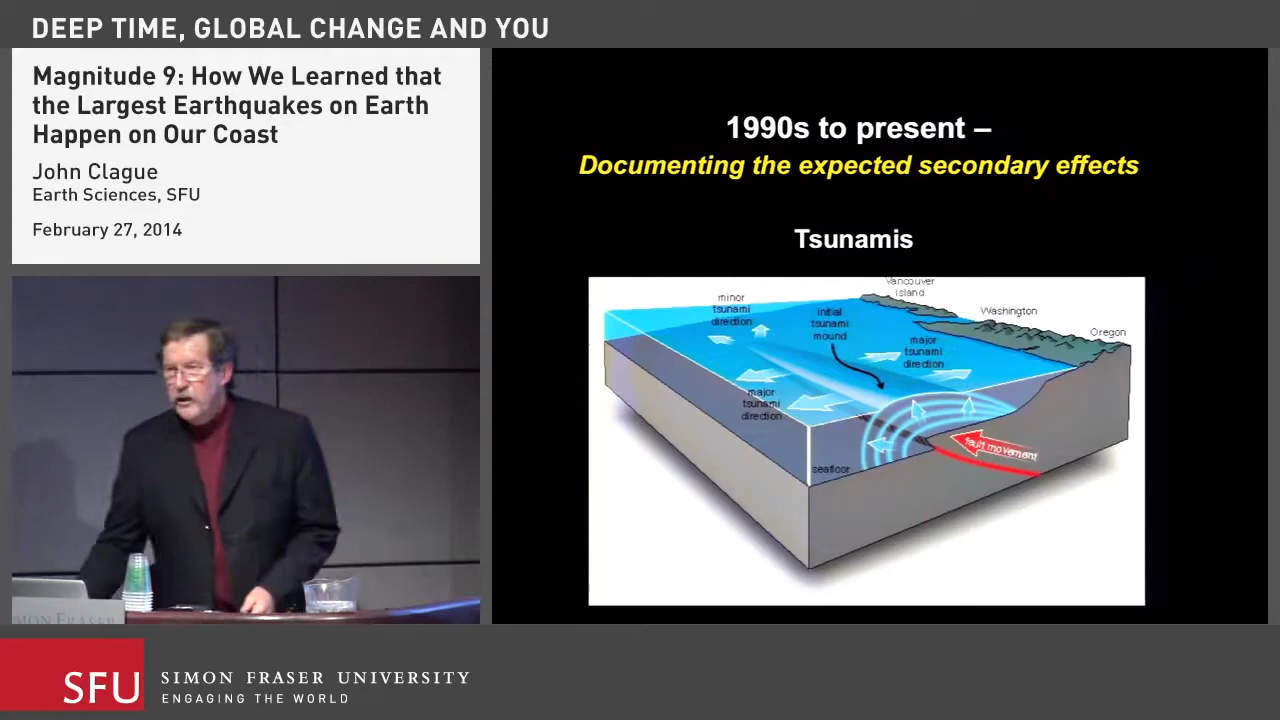 DEEP TIME, GLOBAL CHANGE AND YOU
Magnitude 9: How We Learned that
the Largest Earthquakes on Earth
Happen on Our Coast
John Clague
Earth Sciences, SFU
February 27, 2014
1990s to present –
Documenting the expected secondary effects
Tsunamis
Vancouver
Island
Washington
Oregon
minor
tsunami
direction
initial
tsunami
mound
major
tsunami
direction
major
tsunami
direction
fault movement
seafloor
SIMON FRASER
SFU
SIMON FRASER UNIVERSITY
ENGAGING THE WORLD